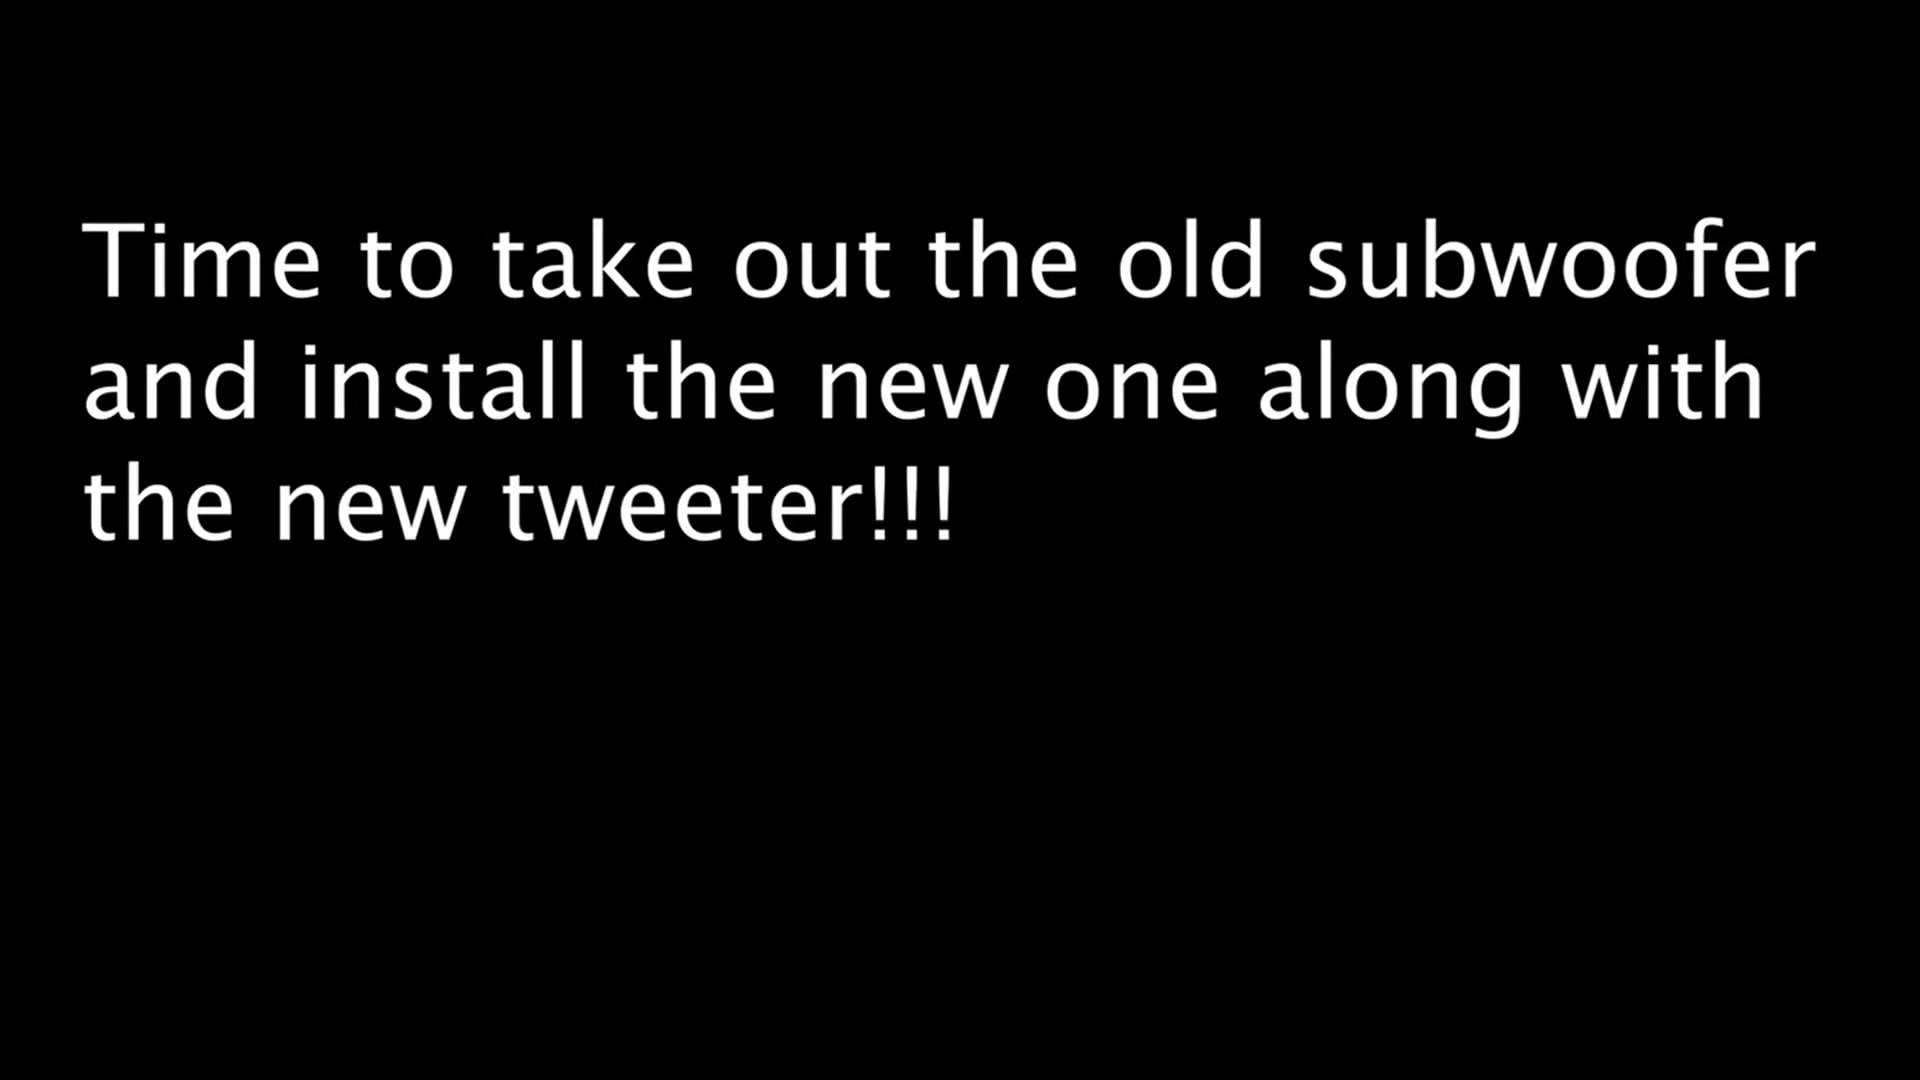 Time to take out the old subwoofer
and install the new one along with
the new tweeter!!!